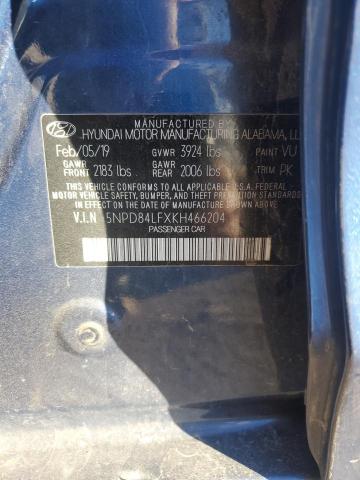 MANUFACTURED BY
HYUNDAI MOTOR MANUFACTURING ALABAMA, LL
Feb/05/19 GVWR 3924 lbs PAINT VU
GAWR FRONT 2183 lbs GAWR REAR 2006 lbs TRIM PK
THIS VEHICLE CONFORMS TO ALL APPLICABLE U.S.A. FEDERAL
MOTOR VEHICLE SAFETY, BUMPER, AND THEFT PREVENTION
STANDARDS IN EFFECT ON THE DATE OF MANUFACTURE SHOWN ABOVE.
V.I.N 5NPD84LFXKH466204
PASSENGER CAR